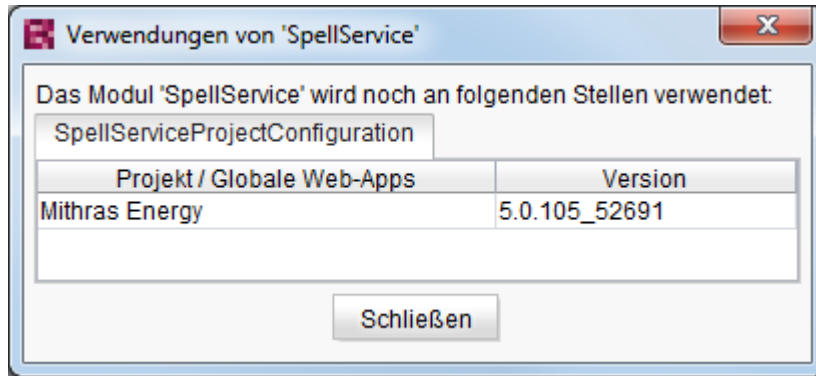 Verwendungen von 'SpellService'
Das Modul 'SpellService' wird noch an folgenden Stellen verwendet:
SpellServiceProjectConfiguration
Projekt / Globale Web-Apps Version
Mithras Energy 5.0.105_52691
Schließen